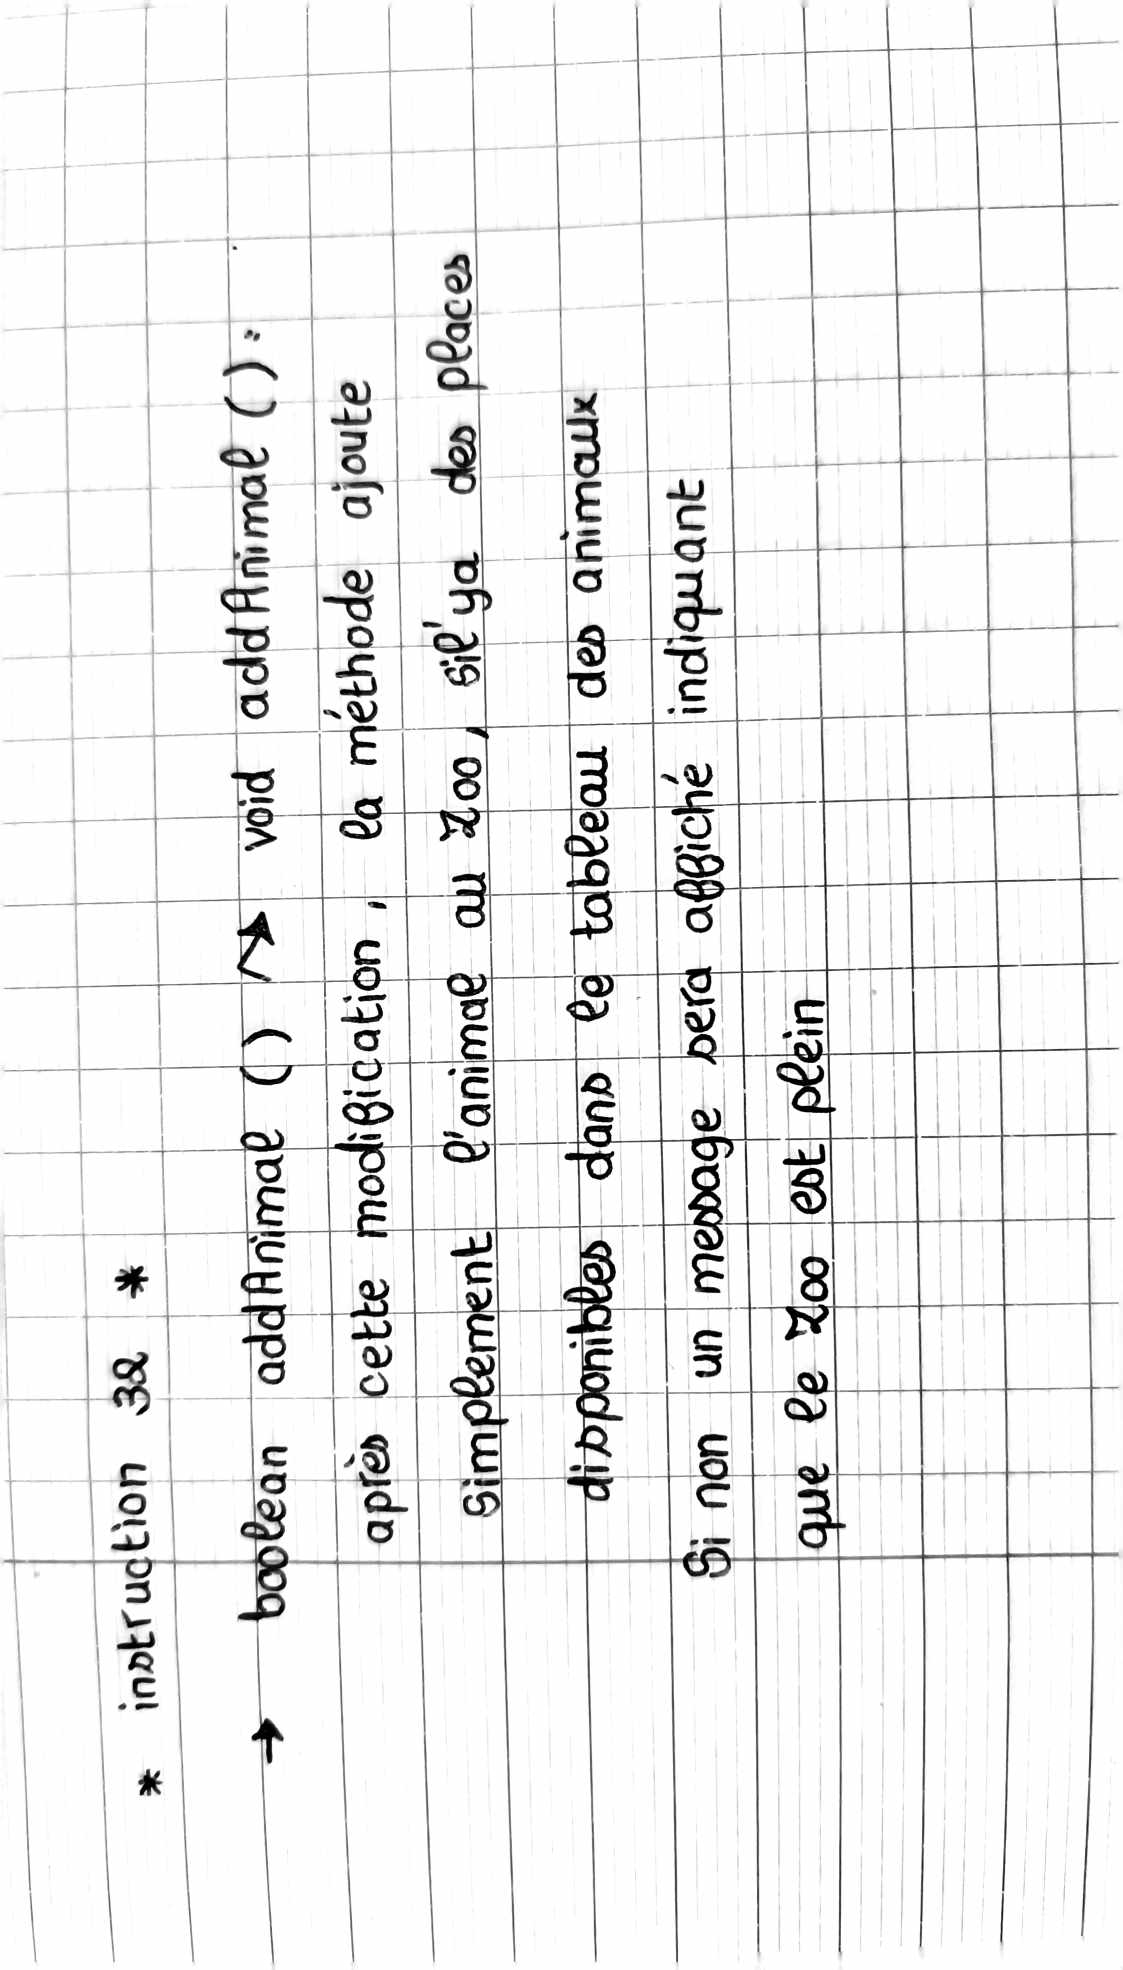 * instruction 32 *
→ boolean addAnimal () ↗ void addAnimal () :
après cette modification, la méthode ajoute
simplement l'animal au Zoo, sil'ya des places
disponibles dans le tableau des animaux
Si non un message sera affiché indiquant
que le Zoo est plein